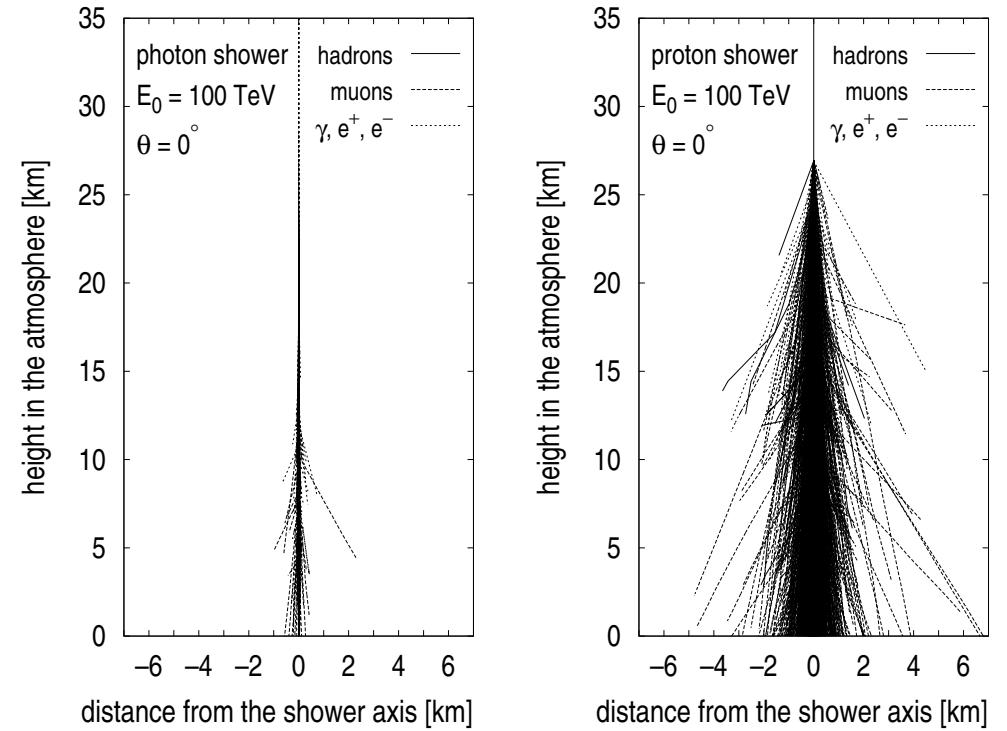 photon shower
E₀ = 100 TeV
θ = 0°
hadrons
muons
γ, e⁺, e⁻
35
30
25
20
15
10
5
0
height in the atmosphere [km]
−6 −4 −2 0 2 4 6
distance from the shower axis [km]
proton shower
E₀ = 100 TeV
θ = 0°
hadrons
muons
γ, e⁺, e⁻
35
30
25
20
15
10
5
0
height in the atmosphere [km]
−6 −4 −2 0 2 4 6
distance from the shower axis [km]